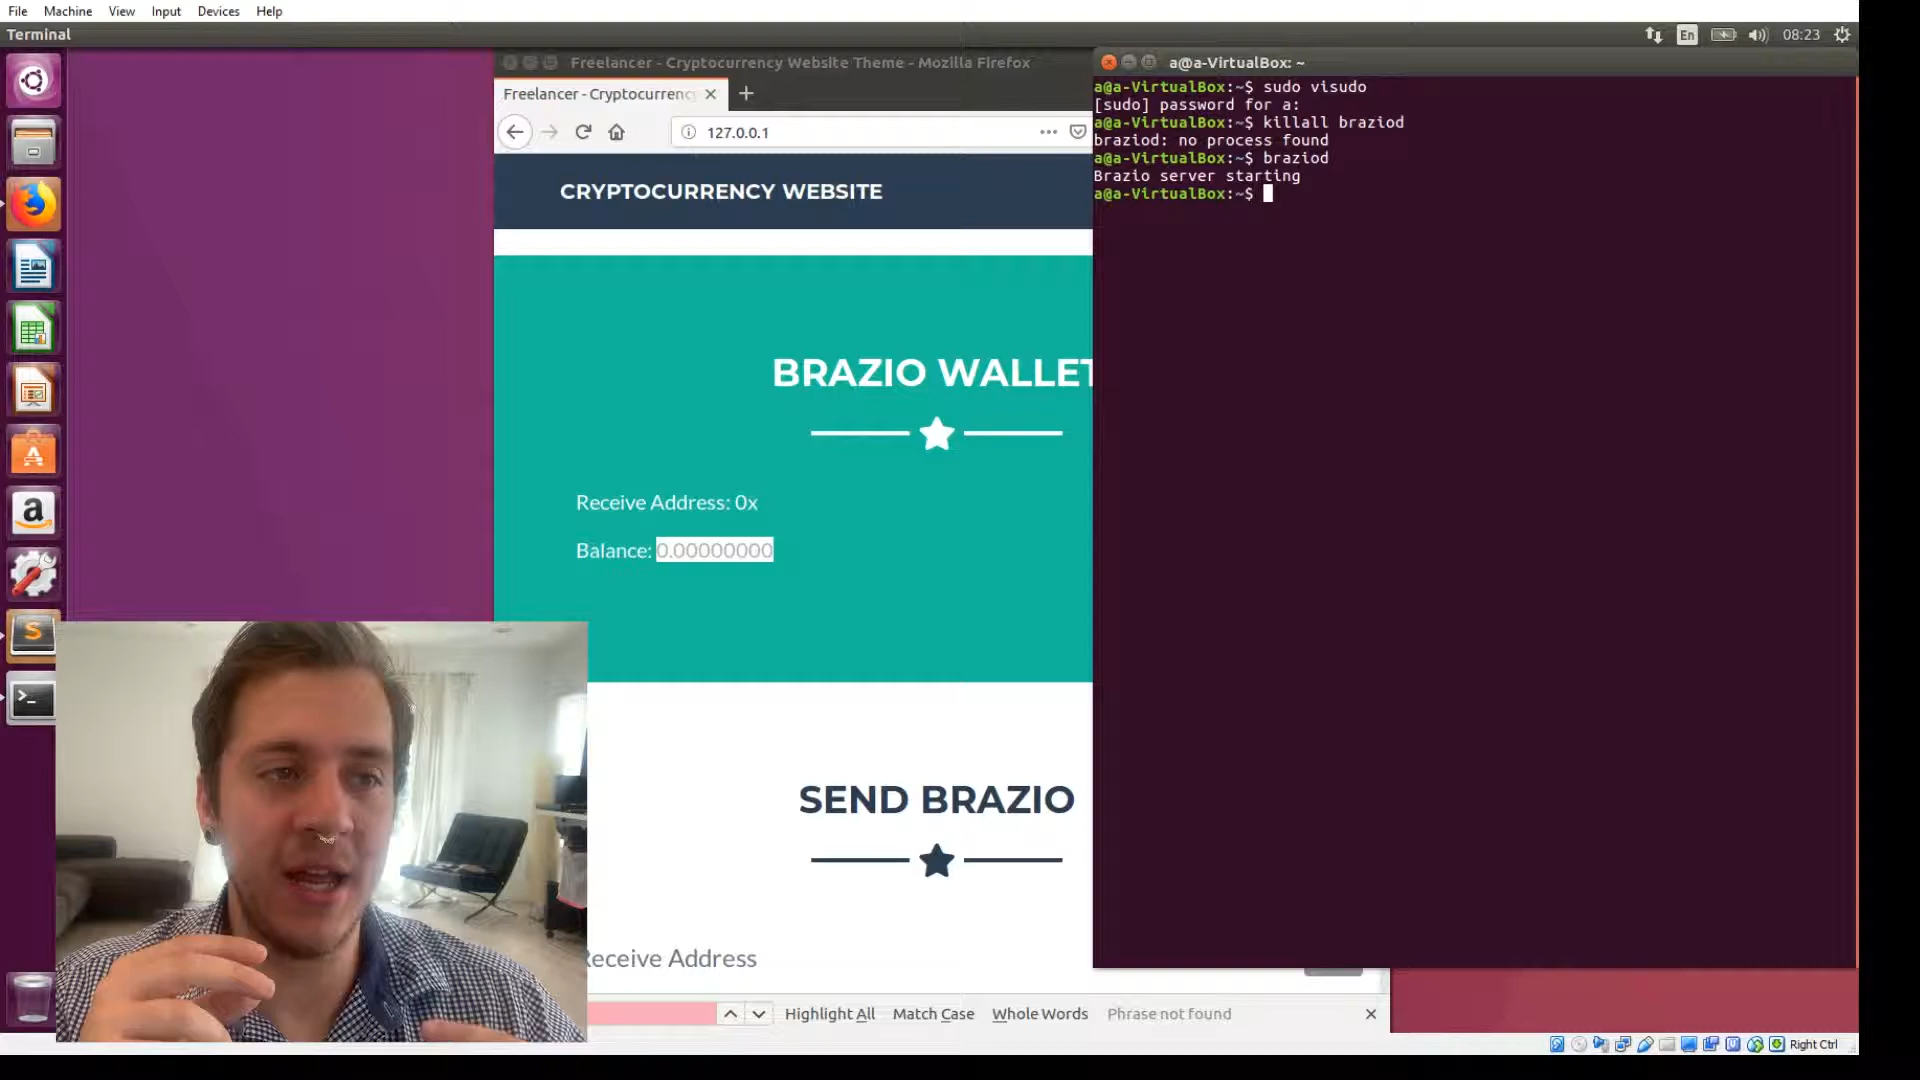 File Machine View Input Devices Help
Terminal
En
08:23
Freelancer - Cryptocurrency Website Theme - Mozilla Firefox
Freelancer - Cryptocurrenc
127.0.0.1
CRYPTOCURRENCY WEBSITE
BRAZIO WALLET
Receive Address: 0x
Balance: 0.00000000
SEND BRAZIO
Receive Address
Highlight All Match Case Whole Words Phrase not found
a@a-VirtualBox: ~
a@a-VirtualBox:~$ sudo visudo
[sudo] password for a:
a@a-VirtualBox:~$ killall braziod
braziod: no process found
a@a-VirtualBox:~$ braziod
Brazio server starting
a@a-VirtualBox:~$
Right Ctrl